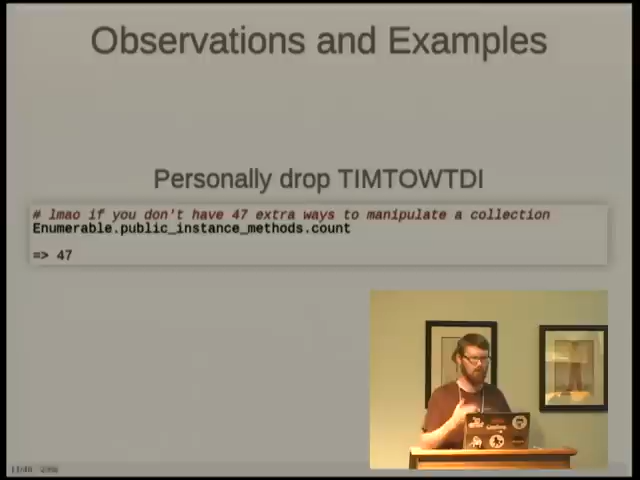 Observations and Examples
Personally drop TIMTOWTDI
# lmao if you don't have 47 extra ways to manipulate a collection
Enumerable.public_instance_methods.count
=> 47